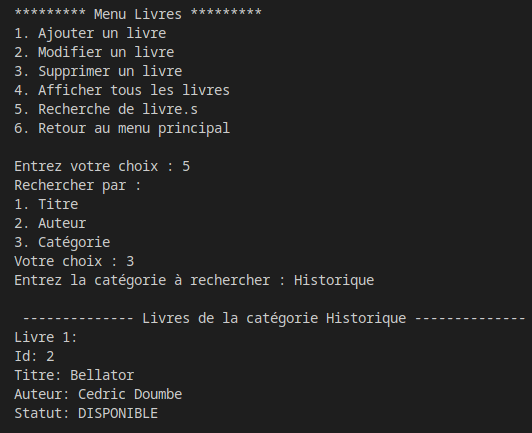 ********* Menu Livres *********
1. Ajouter un livre
2. Modifier un livre
3. Supprimer un livre
4. Afficher tous les livres
5. Recherche de livre.s
6. Retour au menu principal
Entrez votre choix : 5
Rechercher par :
1. Titre
2. Auteur
3. Catégorie
Votre choix : 3
Entrez la catégorie à rechercher : Historique
-------------- Livres de la catégorie Historique --------------
Livre 1:
Id: 2
Titre: Bellator
Auteur: Cedric Doumbe
Statut: DISPONIBLE